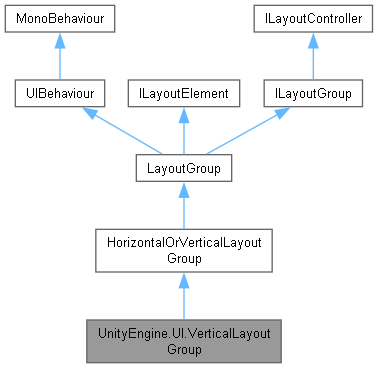 MonoBehaviour
ILayoutController
UIBehaviour
ILayoutElement
ILayoutGroup
LayoutGroup
HorizontalOrVerticalLayout
Group
UnityEngine.UI.VerticalLayout
Group